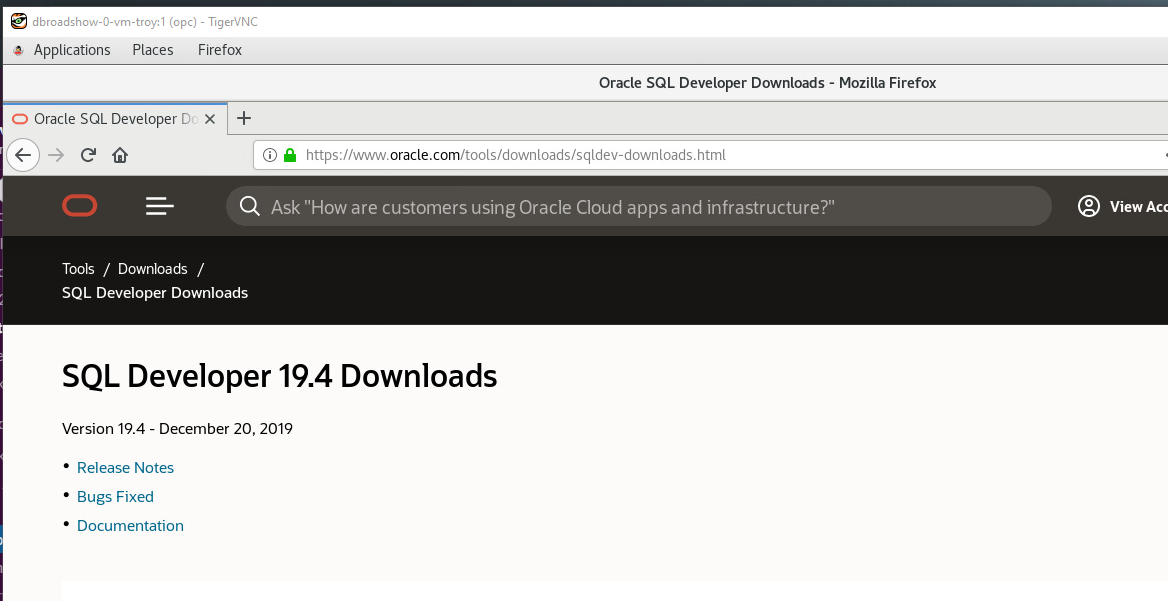 dbroadshow-0-vm-troy:1 (opc) - TigerVNC
Applications Places Firefox
Oracle SQL Developer Downloads - Mozilla Firefox
Oracle SQL Developer Do
https://www.oracle.com/tools/downloads/sqldev-downloads.html
Ask "How are customers using Oracle Cloud apps and infrastructure?"
View Acc
Tools / Downloads /
SQL Developer Downloads
SQL Developer 19.4 Downloads
Version 19.4 - December 20, 2019
• Release Notes
• Bugs Fixed
• Documentation